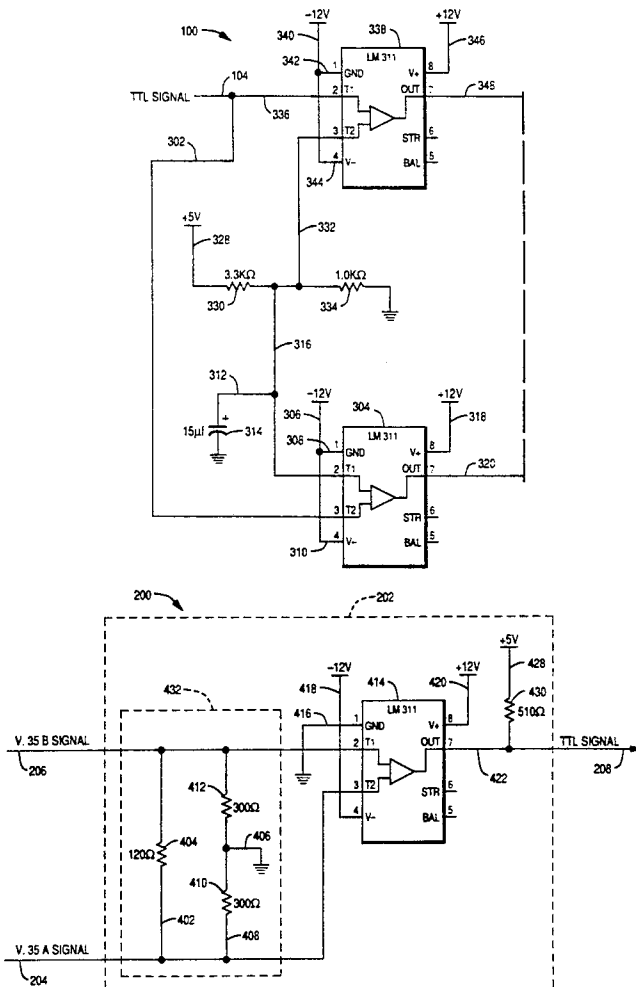 100
−12V
338
+12V
340
LM 311
346
342
1
GND
V+
8
104
OUT
7
348
TTL SIGNAL
2
T1
336
302
3
T2
STR
6
4
V−
BAL
5
344
332
+5V
328
3.3KΩ
1.0KΩ
330
334
316
312
−12V
304
+12V
306
318
+
15µf
314
308
LM 311
1
GND
V+
8
OUT
7
320
2
T1
3
T2
STR
6
310
4
V−
BAL
5
200
202
+5V
−12V
414
+12V
428
432
418
420
430
510Ω
416
LM 311
1
GND
V+
8
V. 35 B SIGNAL
2
T1
OUT
7
TTL SIGNAL
206
422
208
412
300Ω
3
T2
STR
6
404
406
120Ω
4
V−
BAL
5
410
300Ω
402
408
V. 35 A SIGNAL
204